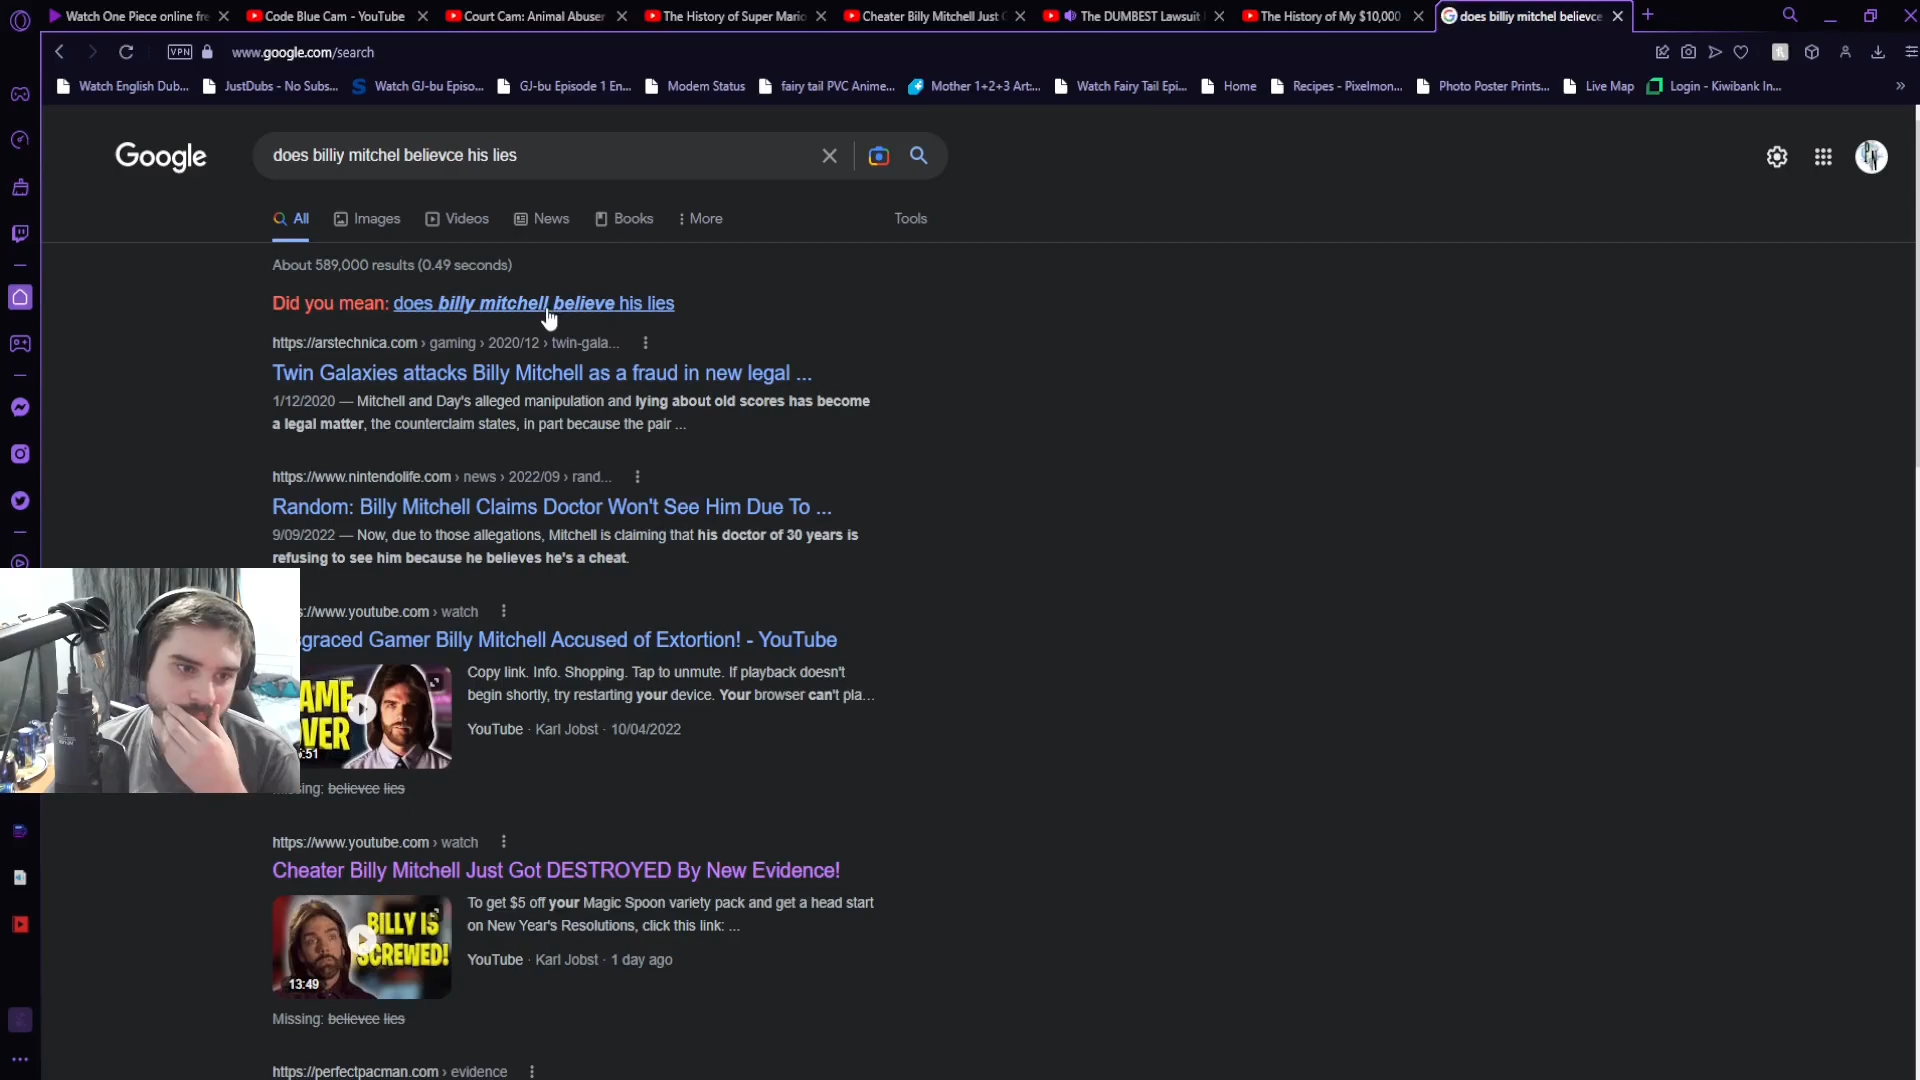 Watch One Piece online fre
Code Blue Cam - YouTube
Court Cam: Animal Abuser
The History of Super Mario
Cheater Billy Mitchell Just G
The DUMBEST Lawsuit
The History of My $10,000
does billiy mitchel believce
VPN
www.google.com/search
Watch English Dub...
JustDubs - No Subs...
Watch GJ-bu Episo...
GJ-bu Episode 1 En...
Modem Status
fairy tail PVC Anime...
Mother 1+2+3 Art:...
Watch Fairy Tail Epi...
Home
Recipes - Pixelmon...
Photo Poster Prints...
Live Map
Login - Kiwibank In...
Google
does billiy mitchel believce his lies
All
Images
Videos
News
Books
More
Tools
About 589,000 results (0.49 seconds)
Did you mean: does billy mitchell believe his lies
https://arstechnica.com › gaming › 2020/12 › twin-gala...
Twin Galaxies attacks Billy Mitchell as a fraud in new legal ...
1/12/2020 — Mitchell and Day's alleged manipulation and lying about old scores has become
a legal matter, the counterclaim states, in part because the pair ...
https://www.nintendolife.com › news › 2022/09 › rand...
Random: Billy Mitchell Claims Doctor Won't See Him Due To ...
9/09/2022 — Now, due to those allegations, Mitchell is claiming that his doctor of 30 years is
refusing to see him because he believes he's a cheat.
s://www.youtube.com › watch
sgraced Gamer Billy Mitchell Accused of Extortion! - YouTube
AME
VER
:51
Copy link. Info. Shopping. Tap to unmute. If playback doesn't
begin shortly, try restarting your device. Your browser can't pla...
YouTube · Karl Jobst · 10/04/2022
sing: believce lies
https://www.youtube.com › watch
Cheater Billy Mitchell Just Got DESTROYED By New Evidence!
BILLY IS
SCREWED!
13:49
To get $5 off your Magic Spoon variety pack and get a head start
on New Year's Resolutions, click this link: ...
YouTube · Karl Jobst · 1 day ago
Missing: believce lies
https://perfectpacman.com › evidence